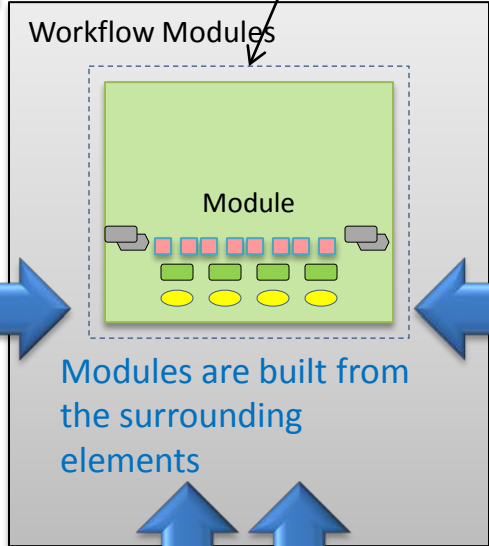 Workflow Modules
Module
Modules are built from
the surrounding
elements